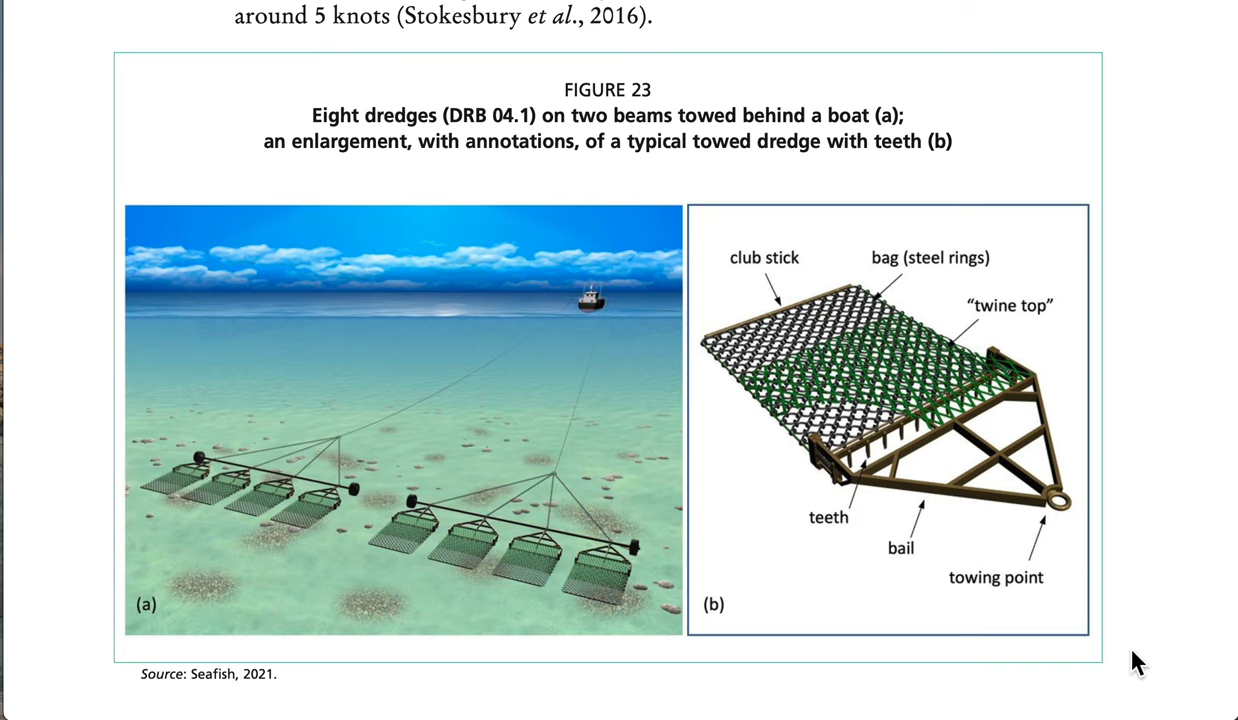 around 5 knots (Stokesbury et al., 2016).
FIGURE 23
Eight dredges (DRB 04.1) on two beams towed behind a boat (a);
an enlargement, with annotations, of a typical towed dredge with teeth (b)
club stick
bag (steel rings)
“twine top”
teeth
bail
towing point
(a)
(b)
Source: Seafish, 2021.